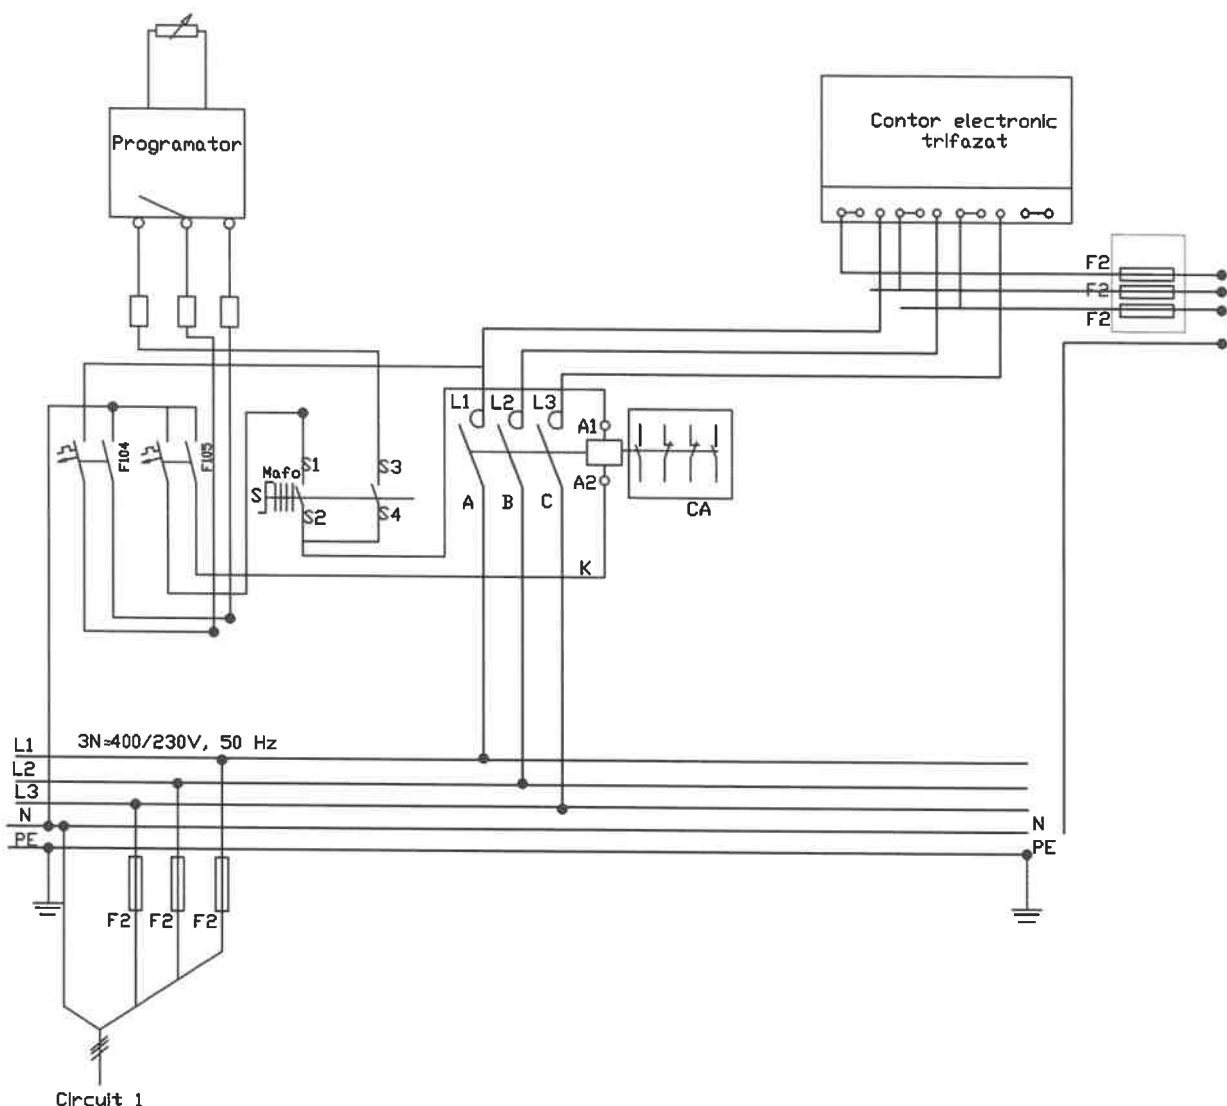 Programator
Contor electronic
trifazat
F2
F2
F2
L1 L2 L3
A1
F104
F105
S1
S3
Mafo
S
A2
S2
S4
A B C
CA
K
L1
3N≈400/230V, 50 Hz
L2
L3
N
N
PE
PE
F2 F2 F2
Circuit 1